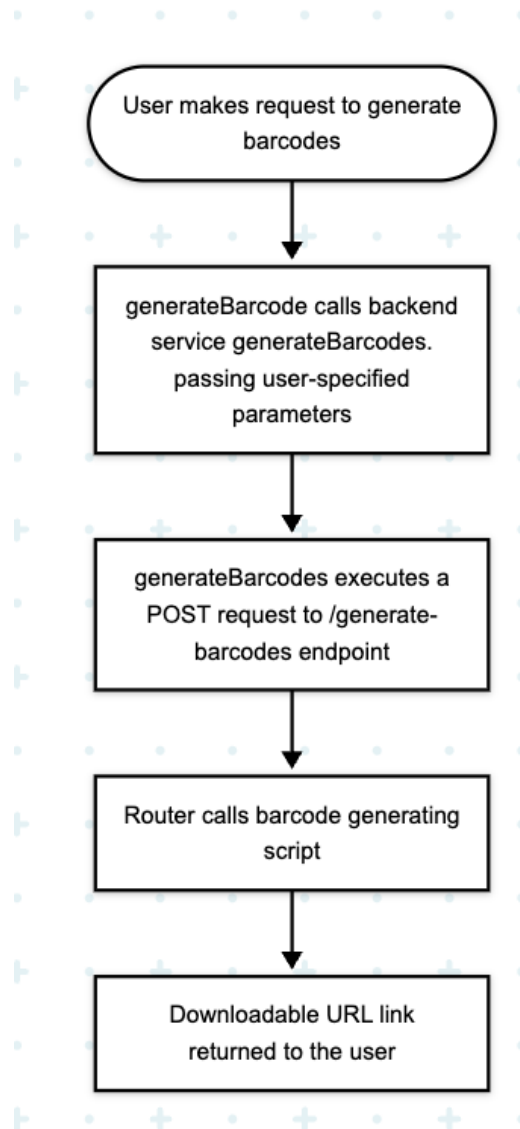 User makes request to generate
barcodes
generateBarcode calls backend
service generateBarcodes.
passing user-specified
parameters
generateBarcodes executes a
POST request to /generate-
barcodes endpoint
Router calls barcode generating
script
Downloadable URL link
returned to the user